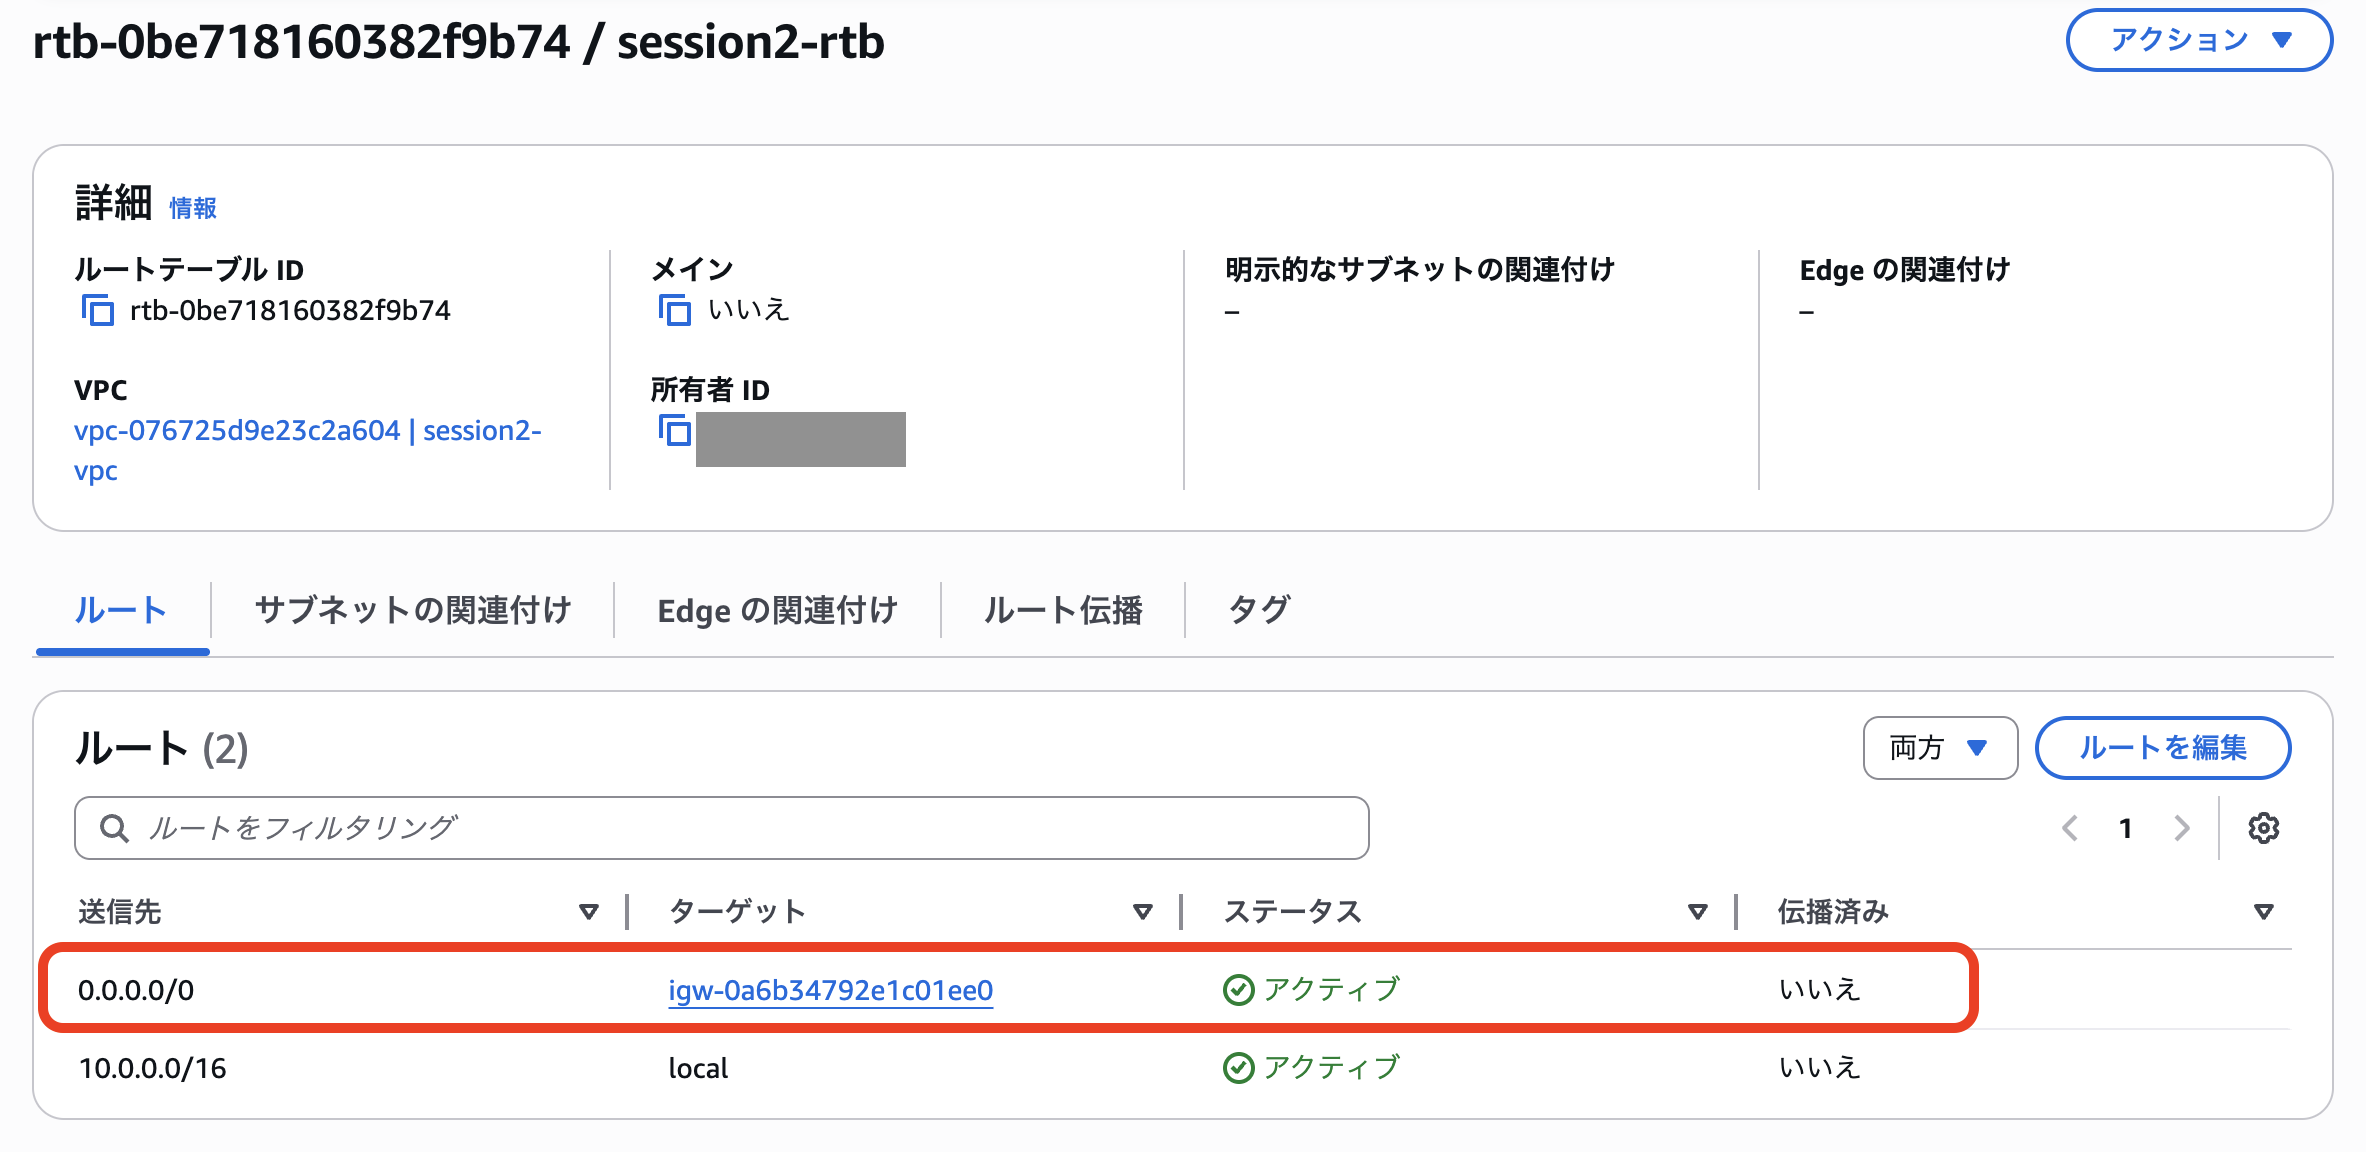 rtb-0be718160382f9b74 / session2-rtb
アクション
詳細 情報
ルートテーブル ID
rtb-0be718160382f9b74
メイン
いいえ
明示的なサブネットの関連付け
–
Edge の関連付け
–
VPC
vpc-076725d9e23c2a604 | session2-
vpc
所有者 ID
ルート
サブネットの関連付け
Edge の関連付け
ルート伝播
タグ
ルート (2)
両方
ルートを編集
ルートをフィルタリング
1
送信先 ターゲット ステータス 伝播済み
0.0.0.0/0 igw-0a6b34792e1c01ee0 アクティブ いいえ
10.0.0.0/16 local アクティブ いいえ